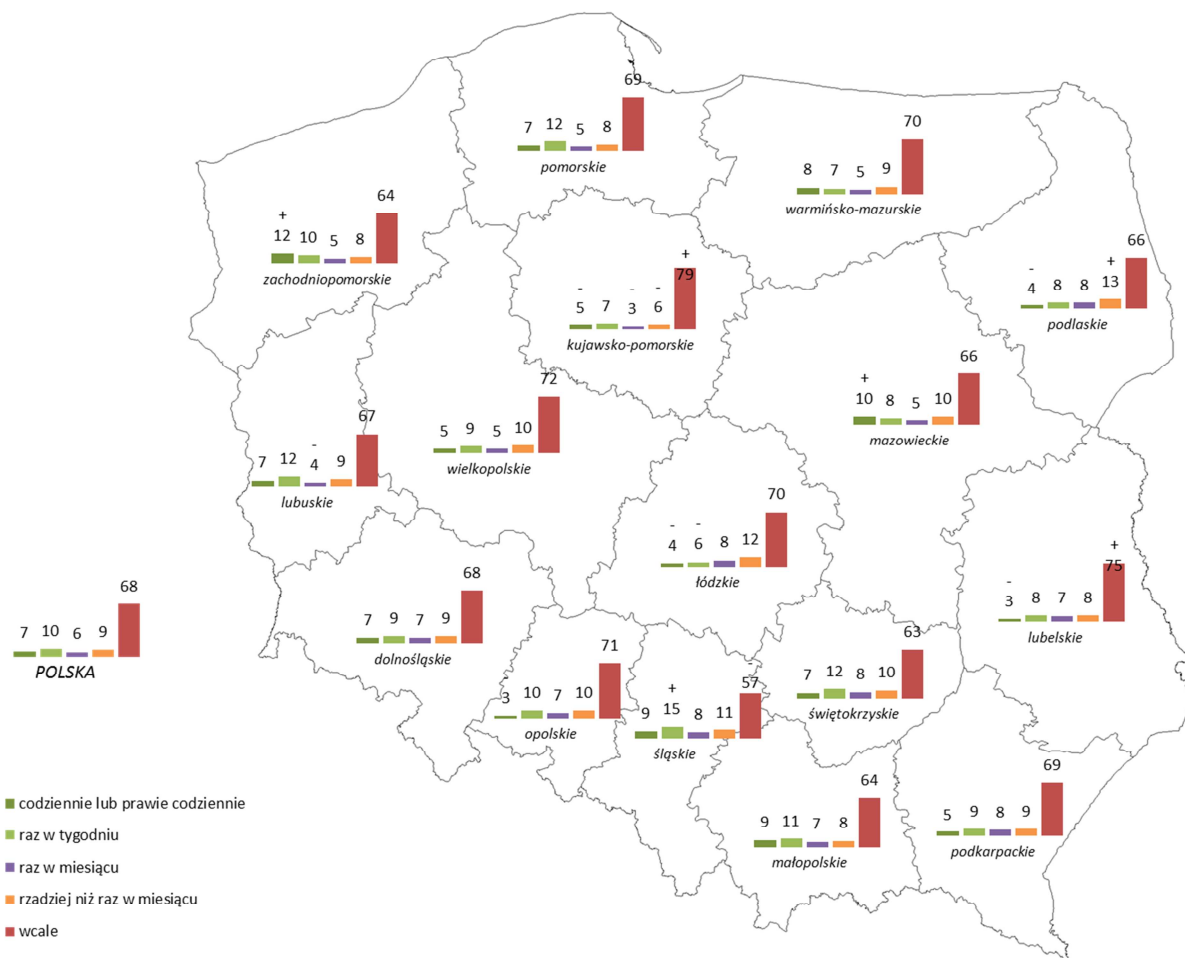 69
7 12 5 8
pomorskie
70
8 7 5 9
warmińsko-mazurskie
64
+
12 10 5 8
zachodniopomorskie
+
79
- - -
5 7 3 6
kujawsko-pomorskie
66
- +
4 8 8 13
podlaskie
66
+
10 8 5 10
mazowieckie
72
5 9 5 10
wielkopolskie
67
-
7 12 4 9
lubuskie
70
- -
4 6 8 12
łódzkie
+
75
-
3 8 7 8
lubelskie
68
7 10 6 9
POLSKA
68
7 9 7 9
dolnośląskie
71
-
3 10 7 10
opolskie
-
57
+
9 15 8 11
śląskie
63
7 12 8 10
świętokrzyskie
64
9 11 7 8
małopolskie
69
5 9 8 9
podkarpackie
codziennie lub prawie codziennie
raz w tygodniu
raz w miesiącu
rzadziej niż raz w miesiącu
wcale